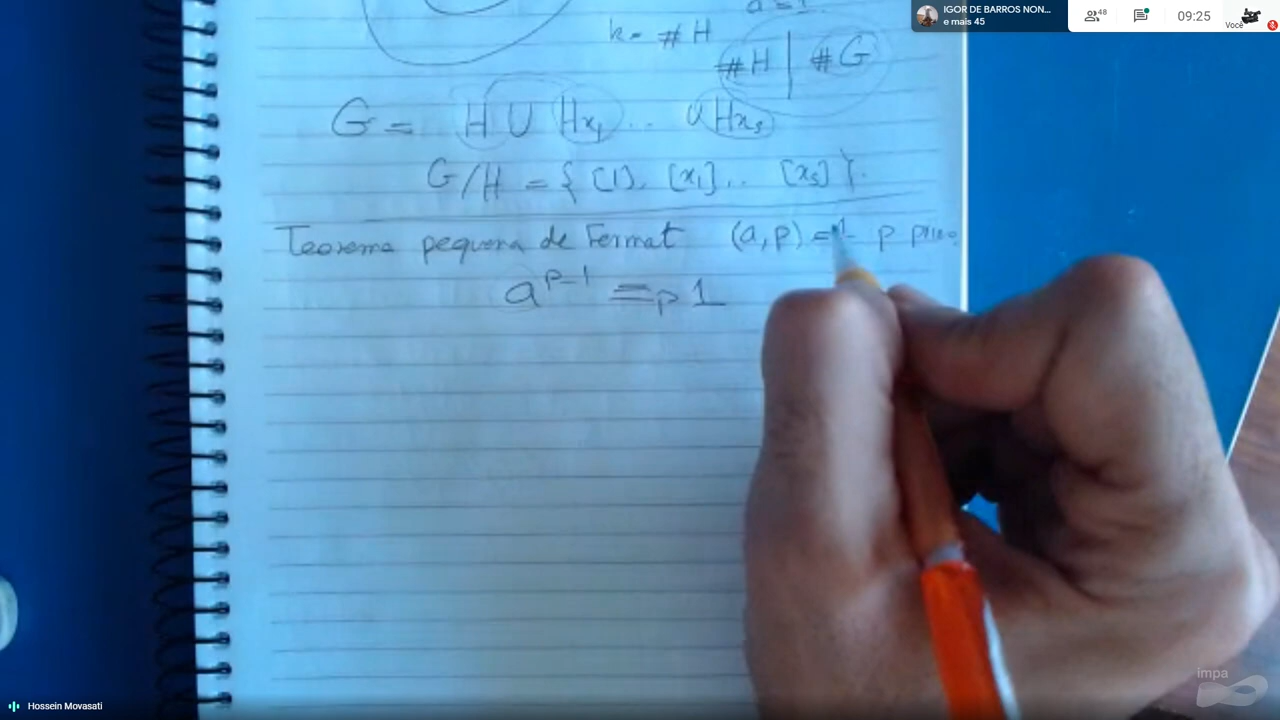 a = 1
IGOR DE BARROS NON...
e mais 45
48
09:25
Você
k = #H
#H | #G
G = H ∪ Hx₁ .. ∪ Hxₛ
G/H = { [1], [x₁] .. [xₛ] }.
Teorema pequena de Fermat (a,p) = 1 p
a^{p-1} ≡ₚ 1
impa
Hossein Movasati